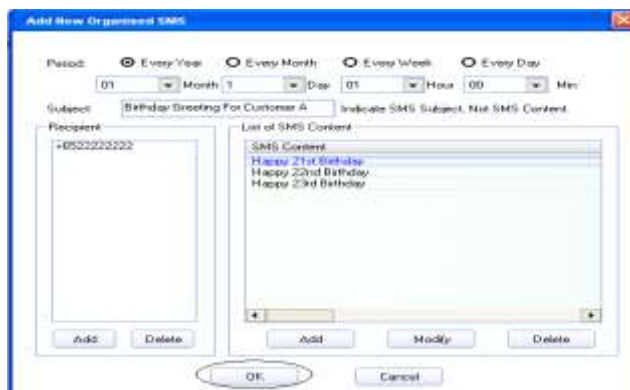 Add New Organised SMS
Period: Every Year Every Month Every Week Every Day
01 Month 1 Day 01 Hour 00 Min
Subject: Birthday Greeting For Customer A Indicate SMS Subject, Not SMS Content
Recipient List of SMS Content
+6522222222 SMS Content
Happy 21st Birthday
Happy 22nd Birthday
Happy 23rd Birthday
Add Delete Add Modify Delete
OK Cancel